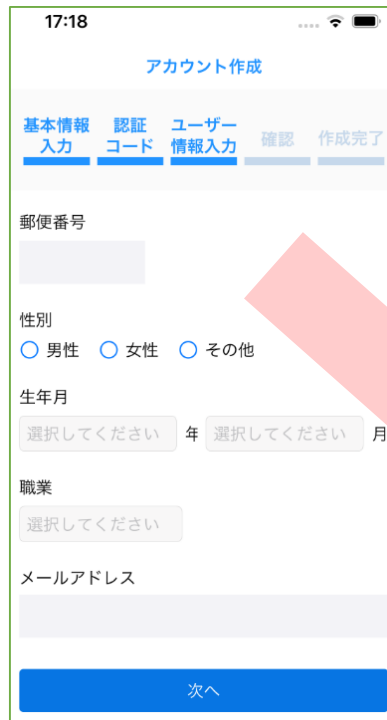 17:18
アカウント作成
基本情報
入力
認証
コード
ユーザー
情報入力
確認
作成完了
郵便番号
性別
男性 女性 その他
生年月
選択してください 年 選択してください 月
職業
選択してください
メールアドレス
次へ